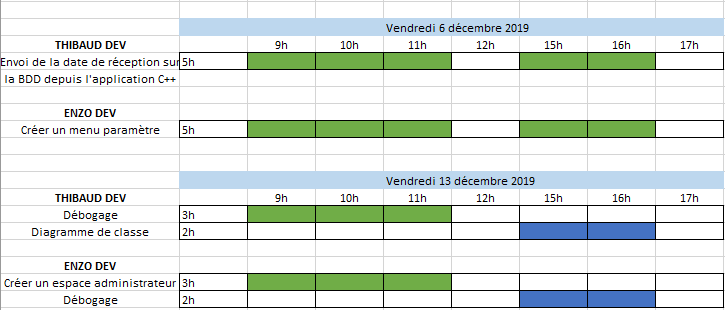 Vendredi 6 décembre 2019
THIBAUD DEV 9h 10h 11h 12h 15h 16h 17h
Envoi de la date de réception sur 5h
la BDD depuis l'application C++
ENZO DEV
Créer un menu paramètre 5h
Vendredi 13 décembre 2019
THIBAUD DEV 9h 10h 11h 12h 15h 16h 17h
Débogage 3h
Diagramme de classe 2h
ENZO DEV
Créer un espace administrateur 3h
Débogage 2h